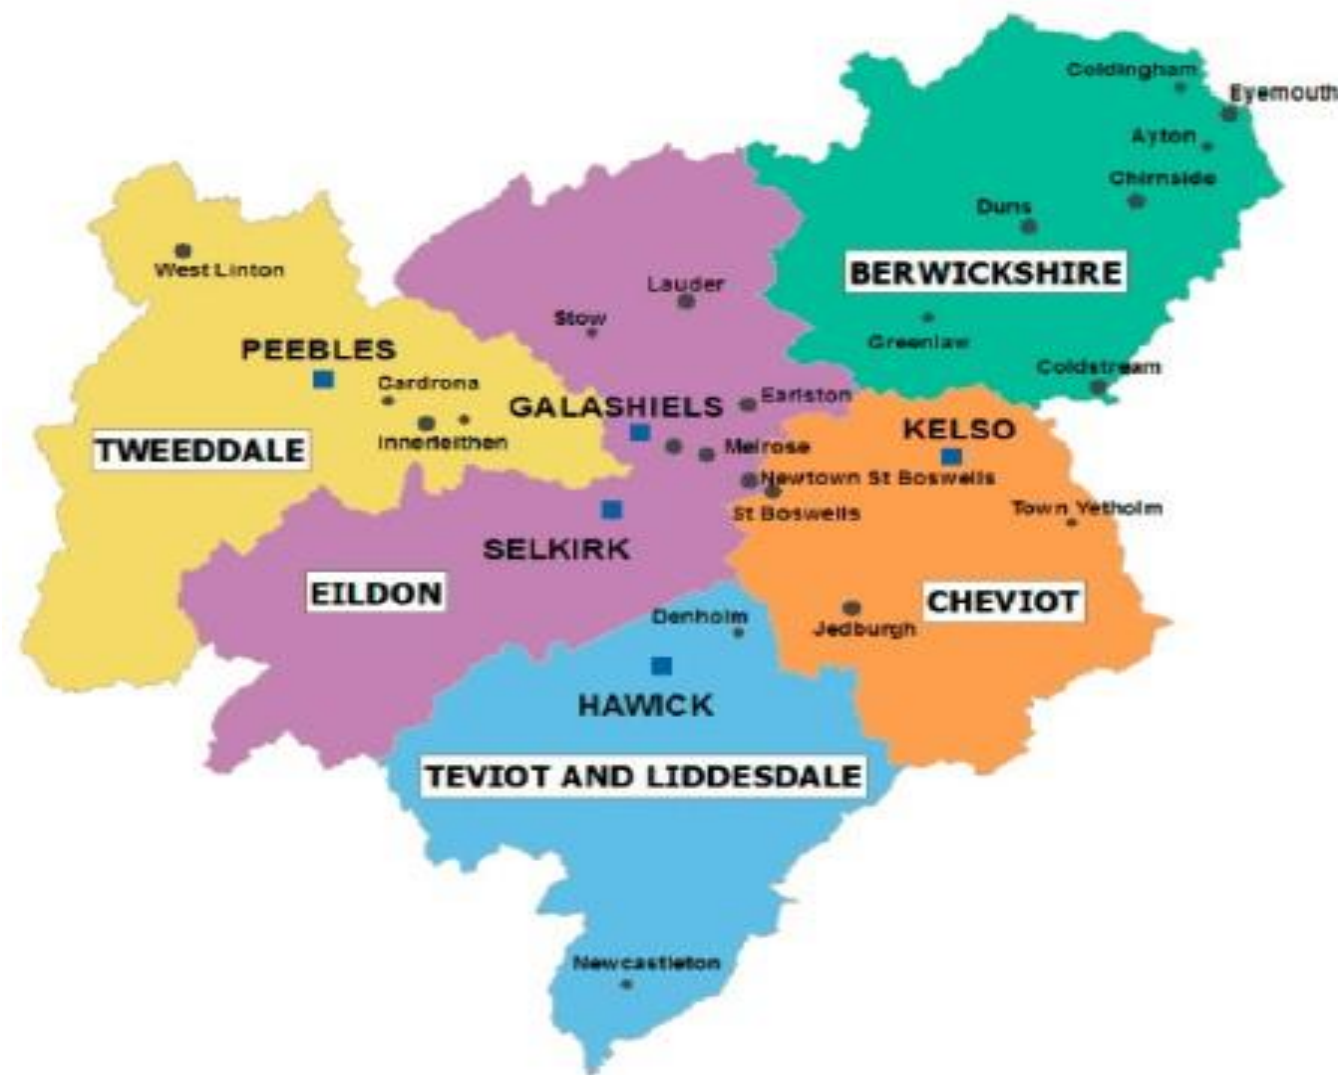 Coldingham
Eyemouth
Ayton
Chirnside
Duns
West Linton
BERWICKSHIRE
Lauder
Stow
Greenlaw
PEEBLES
Coldstream
Cardrona
Earlston
GALASHIELS
KELSO
Innerleithen
TWEEDDALE
Melrose
Newtown St Boswells
St Boswells
Town Yetholm
SELKIRK
EILDON
CHEVIOT
Denholm
Jedburgh
HAWICK
TEVIOT AND LIDDESDALE
Newcastleton